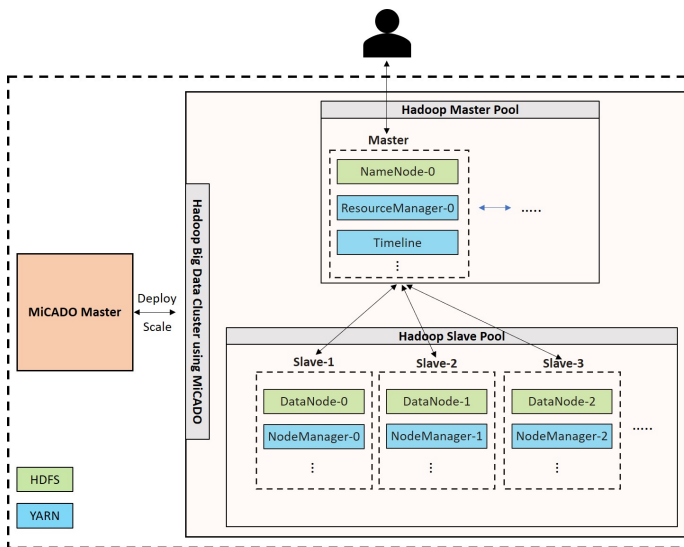 Hadoop Master Pool
Master
NameNode-0
ResourceManager-0
.....
Timeline
⋮
MiCADO Master
Deploy
Scale
Hadoop Big Data Cluster using MiCADO
Hadoop Slave Pool
Slave-1
Slave-2
Slave-3
DataNode-0
DataNode-1
DataNode-2
NodeManager-0
NodeManager-1
NodeManager-2
.....
⋮
⋮
⋮
HDFS
YARN